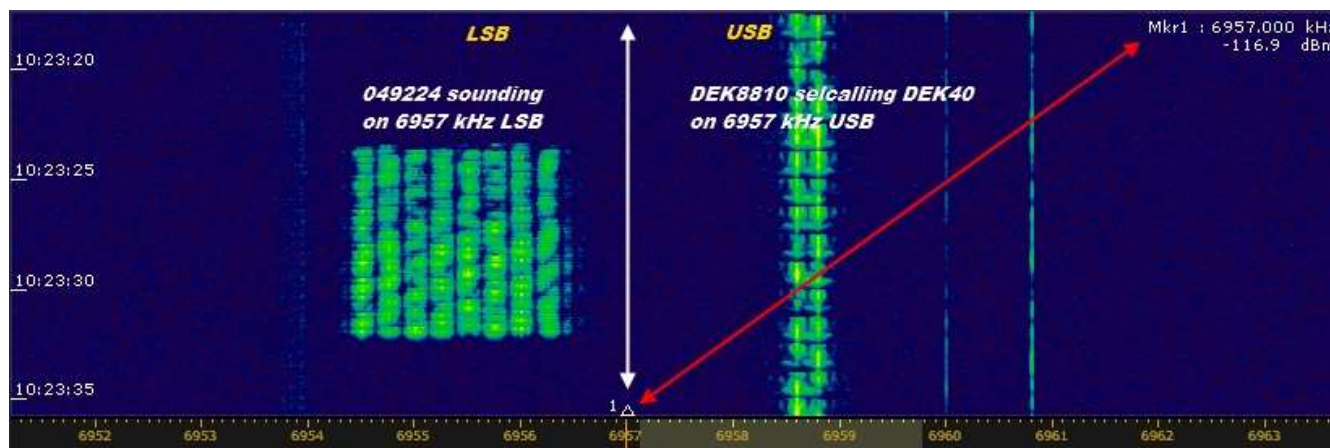 LSB
USB
Mkr1 : 6957.000 kHz
-116.9 dBm
10:23:20
049224 sounding
on 6957 kHz LSB
DEK8810 selcalling DEK40
on 6957 kHz USB
10:23:25
10:23:30
10:23:35
1
6952 6953 6954 6955 6956 6957 6958 6959 6960 6961 6962 6963